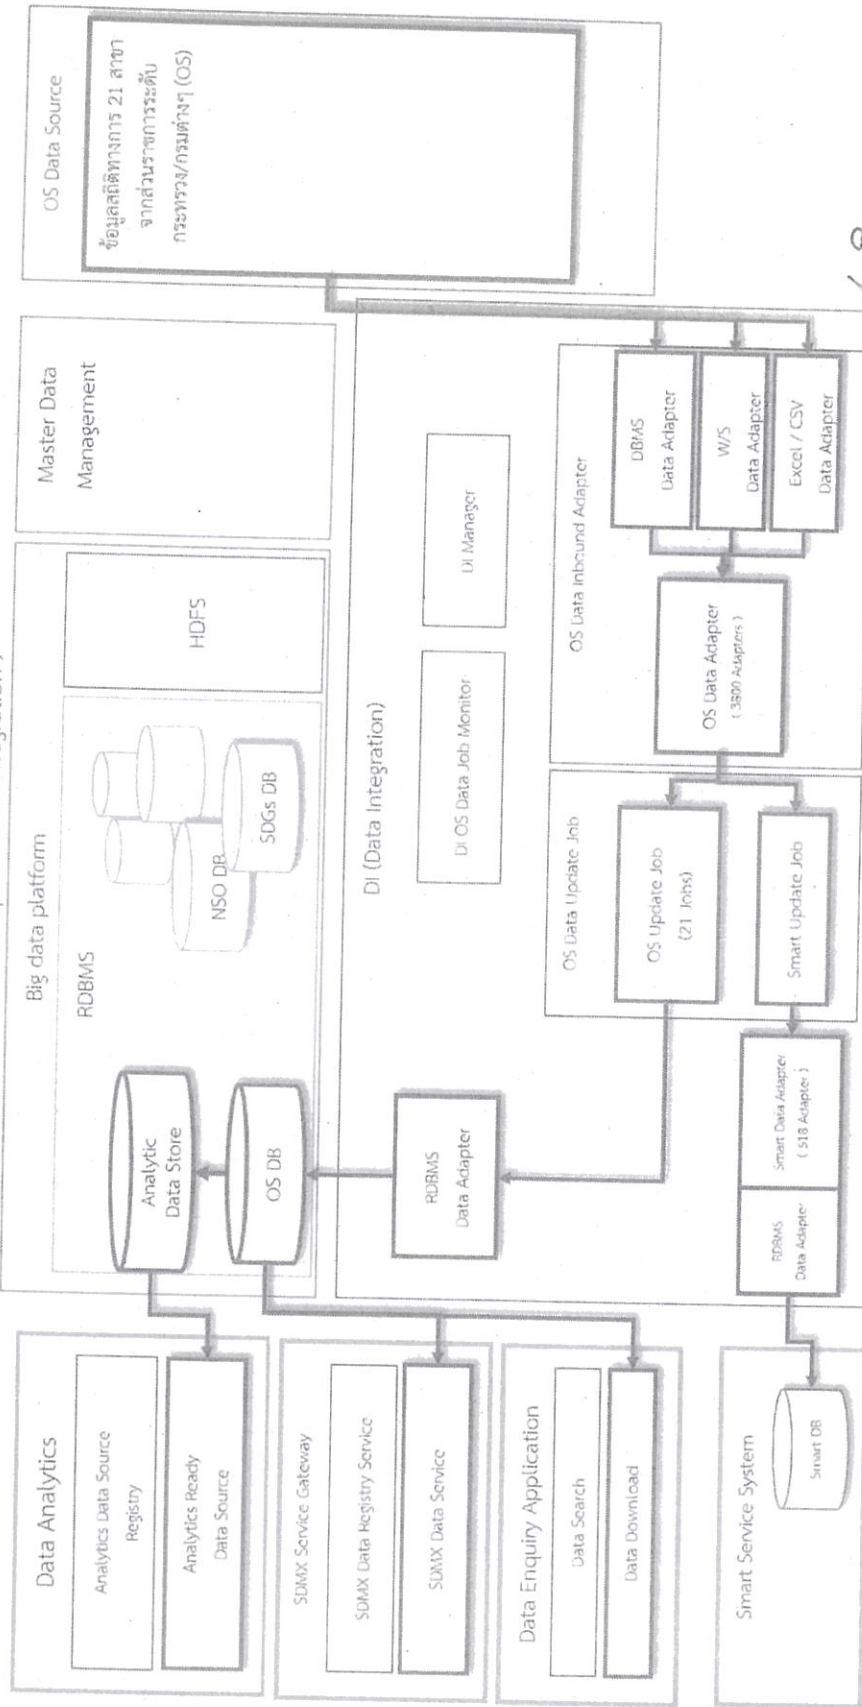 Data Analytics
Analytics Data Source
Registry
Analytics Ready
Data Source
SDMX Service Gateway
SDMX Data Registry Service
SDMX Data Service
Data Enquiry Application
Data Search
Data Download
Smart Service System
Smart DB
Big data platform
RDBMS
Analytic
Data Store
OS DB
NSO DB
SDGs DB
HDFS
Master Data
Management
OS Data Source
ข้อมูลสถิติทางการ 21 สาขา
จากส่วนราชการระดับ
กระทรวง/กรมต่างๆ (OS)
DI (Data Integration)
RDBMS
Data Adapter
DI OS Data Job Monitor
DI Manager
OS Data Update Job
OS Update Job
(21 Jobs)
Smart Update Job
OS Data Inbound Adapter
OS Data Adapter
( 3800 Adapters )
DBMS
Data Adapter
W/S
Data Adapter
Excel / CSV
Data Adapter
RDBMS
Data Adapter
Smart Data Adapter
( 518 Adapter )